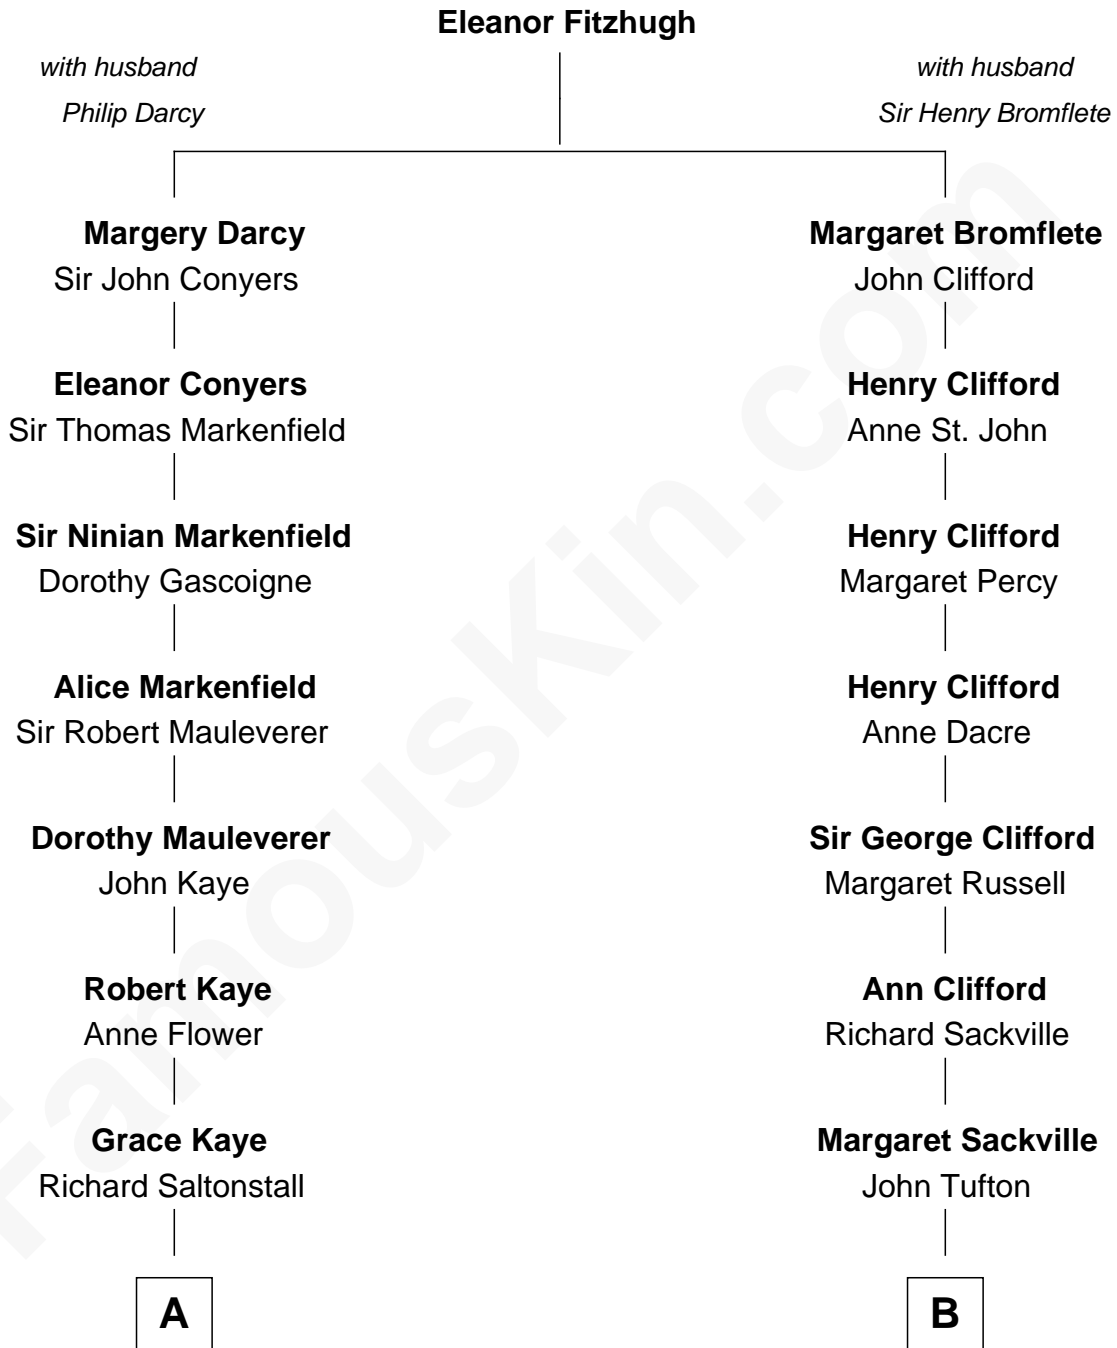 Eleanor Fitzhugh
with husband
Philip Darcy
with husband
Sir Henry Bromflete
Margery Darcy
Sir John Conyers
Margaret Bromflete
John Clifford
Eleanor Conyers
Sir Thomas Markenfield
Henry Clifford
Anne St. John
Sir Ninian Markenfield
Dorothy Gascoigne
Henry Clifford
Margaret Percy
Alice Markenfield
Sir Robert Mauleverer
Henry Clifford
Anne Dacre
Dorothy Mauleverer
John Kaye
Sir George Clifford
Margaret Russell
Robert Kaye
Anne Flower
Ann Clifford
Richard Sackville
Grace Kaye
Richard Saltonstall
Margaret Sackville
John Tufton
A
B
FamousKin.com